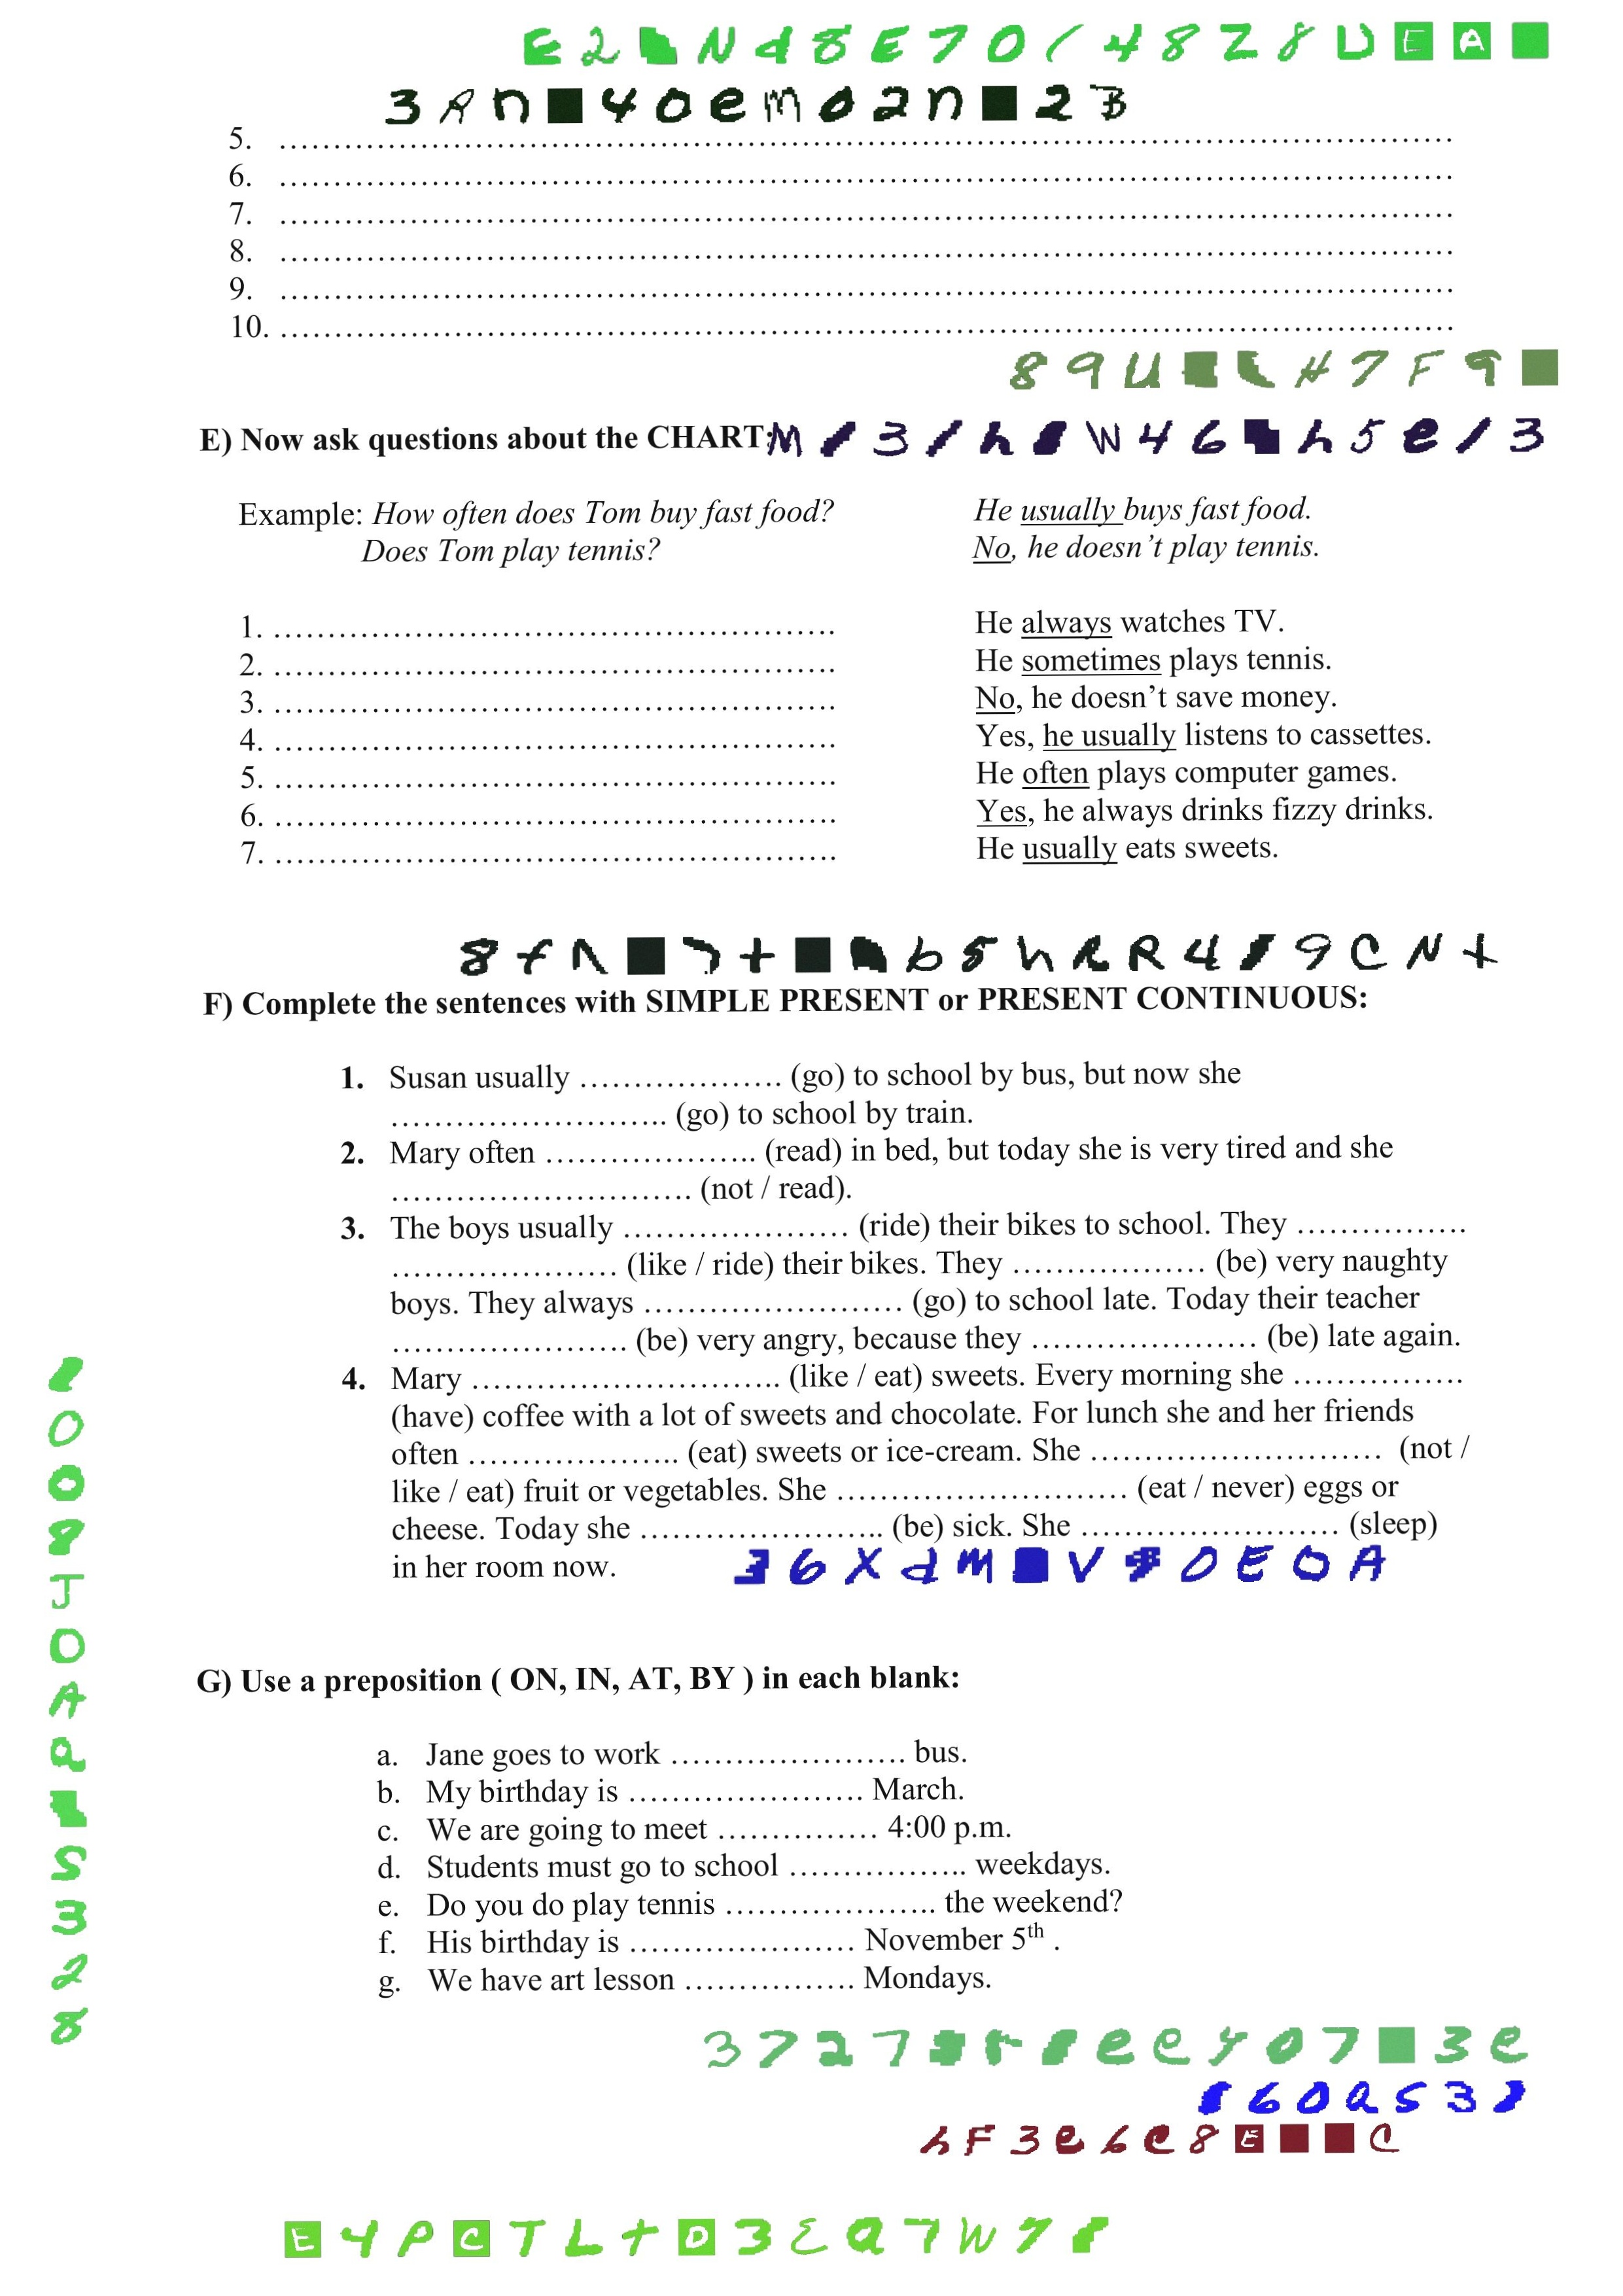 5. ........................................................................
6. ........................................................................
7. ........................................................................
8. ........................................................................
9. ........................................................................
10. ........................................................................
E) Now ask questions about the CHART:
Example: How often does Tom buy fast food? He usually buys fast food.
Does Tom play tennis? No, he doesn't play tennis.
1. ........................................ He always watches TV.
2. ........................................ He sometimes plays tennis.
3. ........................................ No, he doesn't save money.
4. ........................................ Yes, he usually listens to cassettes.
5. ........................................ He often plays computer games.
6. ........................................ Yes, he always drinks fizzy drinks.
7. ........................................ He usually eats sweets.
F) Complete the sentences with SIMPLE PRESENT or PRESENT CONTINUOUS:
1. Susan usually .................... (go) to school by bus, but now she
.......................... (go) to school by train.
2. Mary often .................... (read) in bed, but today she is very tired and she
............................ (not / read).
3. The boys usually ..................... (ride) their bikes to school. They ................
..................... (like / ride) their bikes. They .................. (be) very naughty
boys. They always ........................ (go) to school late. Today their teacher
...................... (be) very angry, because they ..................... (be) late again.
4. Mary ............................. (like / eat) sweets. Every morning she ................
(have) coffee with a lot of sweets and chocolate. For lunch she and her friends
often .................... (eat) sweets or ice-cream. She ........................... (not /
like / eat) fruit or vegetables. She ........................... (eat / never) eggs or
cheese. Today she ....................... (be) sick. She ........................ (sleep)
in her room now.
G) Use a preposition ( ON, IN, AT, BY ) in each blank:
a. Jane goes to work ...................... bus.
b. My birthday is ...................... March.
c. We are going to meet ............... 4:00 p.m.
d. Students must go to school ................. weekdays.
e. Do you do play tennis .................... the weekend?
f. His birthday is ..................... November 5th .
g. We have art lesson ................ Mondays.